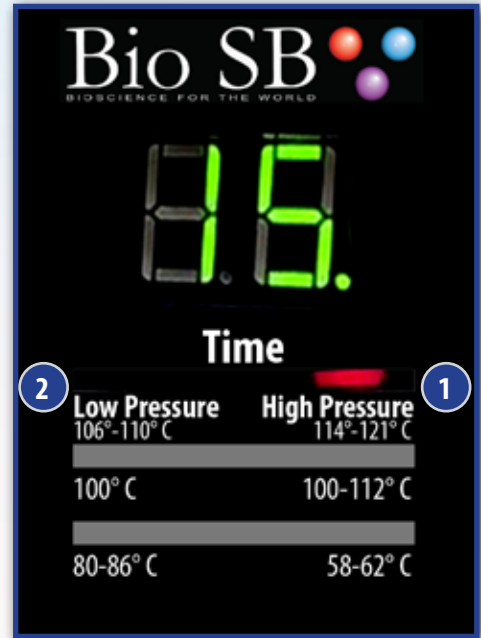 Bio SB
BIOSCIENCE FOR THE WORLD
15.
Time
2 1
Low Pressure High Pressure
106°-110° C 114°-121° C
100° C 100-112° C
80-86° C 58-62° C